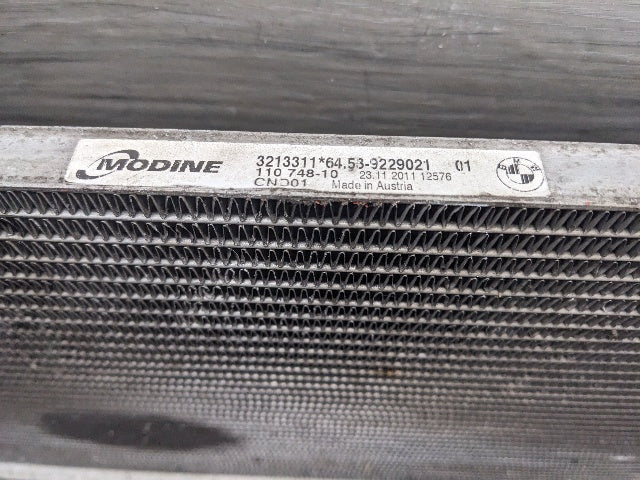 MODINE
3213311*64.53-9229021 01
110 748-10 23.11 2011 12576
CND01 Made in Austria